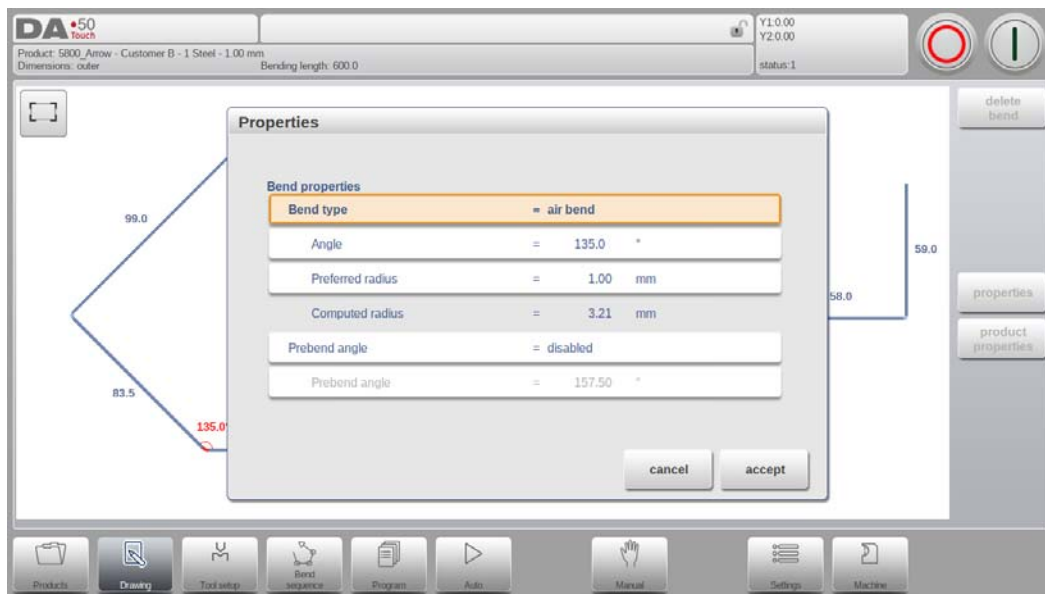 DA•50
Touch
Y1:0.00
Y2:0.00
Product: 5800_Arrow - Customer B - 1 Steel - 1.00 mm
Dimensions: outer Bending length: 600.0 status:1
delete
bend
Properties
Bend properties
Bend type = air bend
99.0
Angle = 135.0 °
59.0
Preferred radius = 1.00 mm
58.0
properties
Computed radius = 3.21 mm
product
properties
Prebend angle = disabled
Prebend angle = 157.50 °
83.5
135.0°
cancel accept
Products Drawing Tool setup Bend
sequence Program Auto Manual Settings Machine